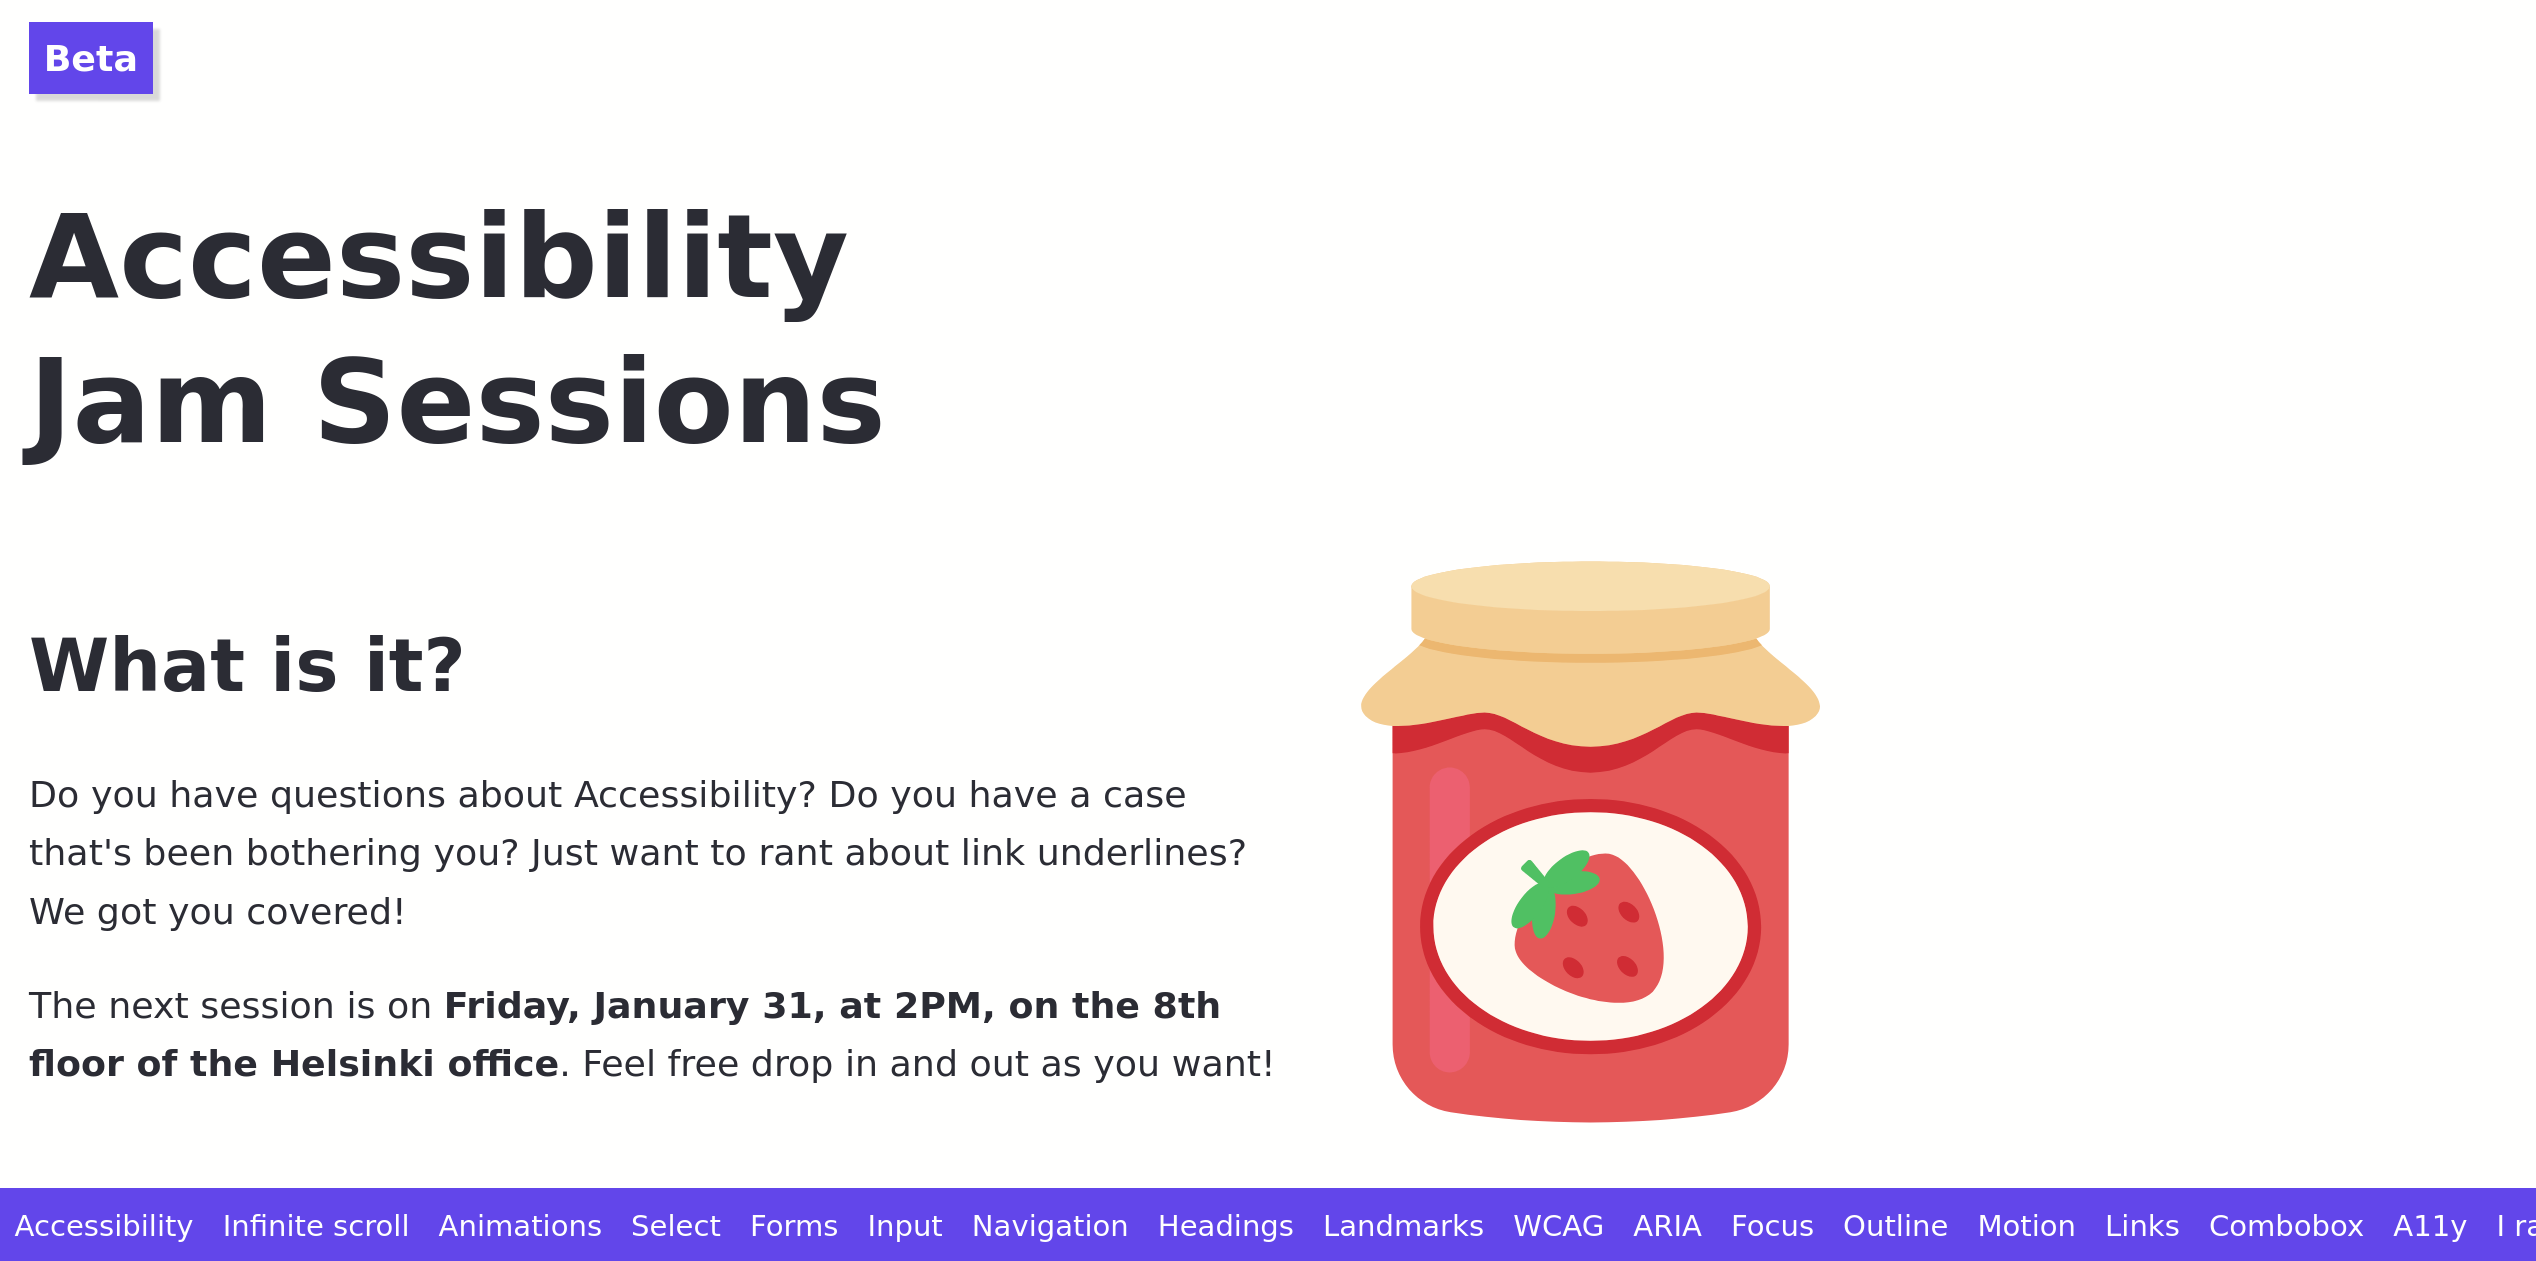 Beta
Accessibility
Jam Sessions
What is it?
Do you have questions about Accessibility? Do you have a case
that's been bothering you? Just want to rant about link underlines?
We got you covered!
The next session is on Friday, January 31, at 2PM, on the 8th
floor of the Helsinki office. Feel free drop in and out as you want!
Accessibility Infinite scroll Animations Select Forms Input Navigation Headings Landmarks WCAG ARIA Focus Outline Motion Links Combobox A11y I